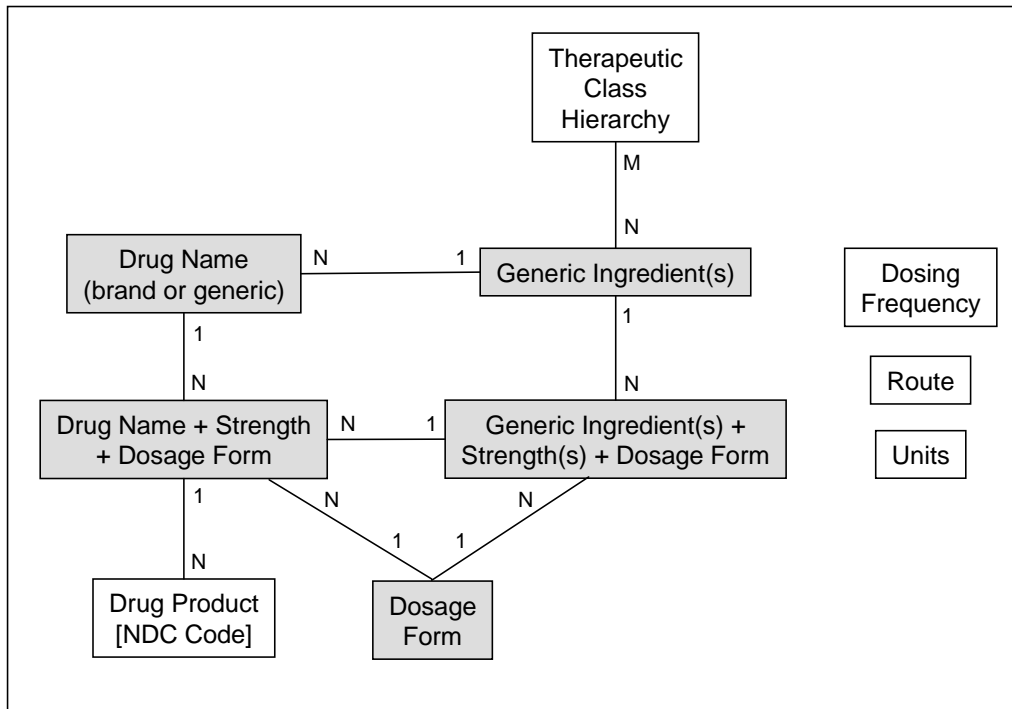 Therapeutic
Class
Hierarchy
M
N
Drug Name
(brand or generic)
N
1
Generic Ingredient(s)
Dosing
Frequency
1
1
N
N
Route
Drug Name + Strength
+ Dosage Form
N
1
Generic Ingredient(s) +
Strength(s) + Dosage Form
Units
1
N
N
1
1
N
Drug Product
[NDC Code]
Dosage
Form